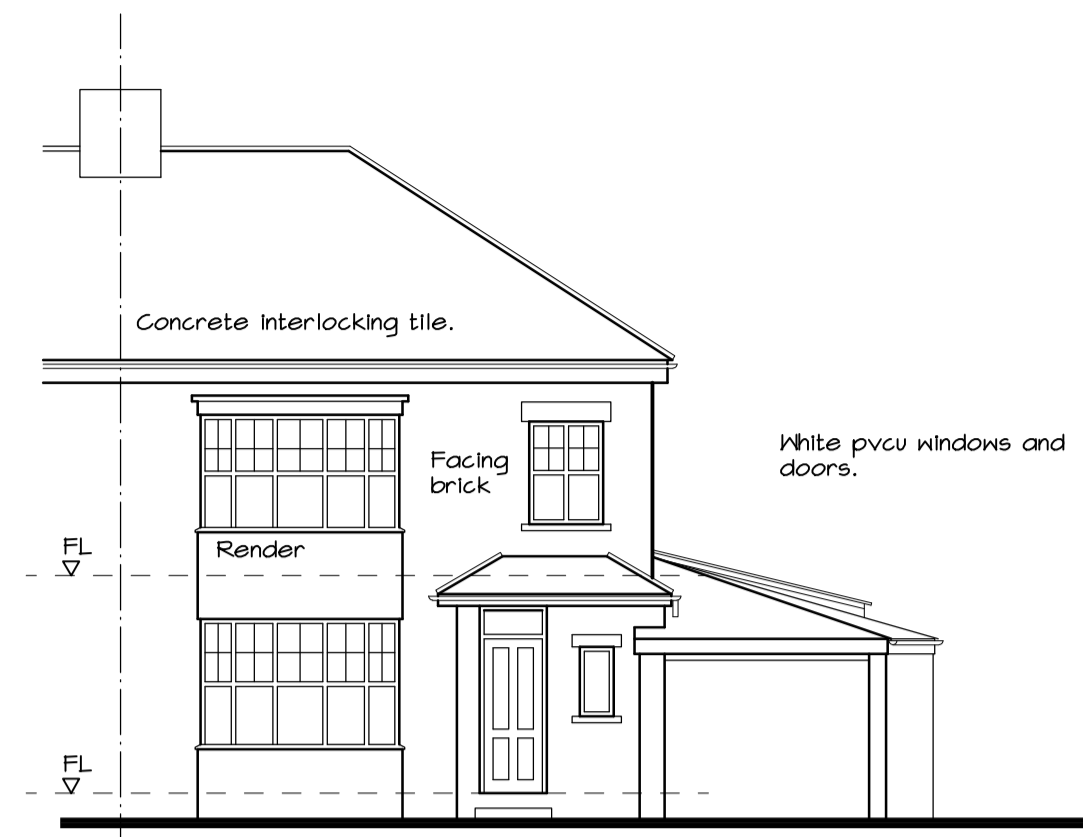 Concrete interlocking tile.
White pvcu windows and
doors.
Facing
brick
FL
Render
FL